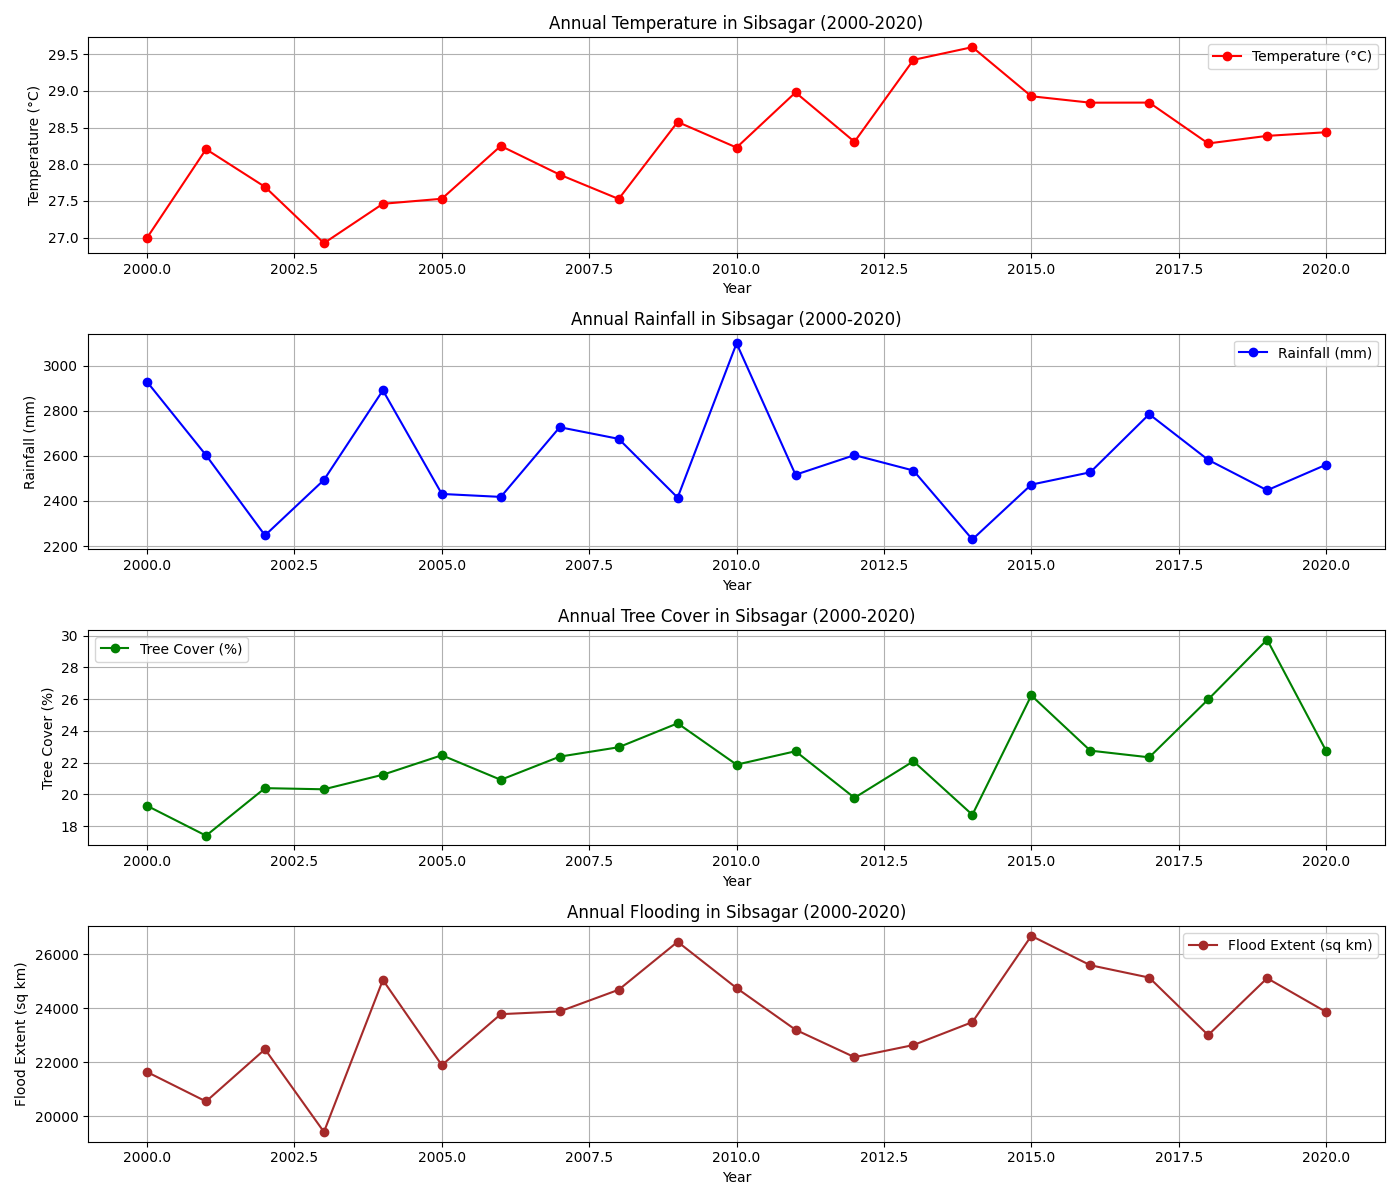 Annual Temperature in Sibsagar (2000-2020)
Temperature (°C)
Temperature (°C)
29.5
29.0
28.5
28.0
27.5
27.0
2000.0 2002.5 2005.0 2007.5 2010.0 2012.5 2015.0 2017.5 2020.0
Year
Annual Rainfall in Sibsagar (2000-2020)
Rainfall (mm)
Rainfall (mm)
3000
2800
2600
2400
2200
2000.0 2002.5 2005.0 2007.5 2010.0 2012.5 2015.0 2017.5 2020.0
Year
Annual Tree Cover in Sibsagar (2000-2020)
Tree Cover (%)
Tree Cover (%)
30
28
26
24
22
20
18
2000.0 2002.5 2005.0 2007.5 2010.0 2012.5 2015.0 2017.5 2020.0
Year
Annual Flooding in Sibsagar (2000-2020)
Flood Extent (sq km)
Flood Extent (sq km)
26000
24000
22000
20000
2000.0 2002.5 2005.0 2007.5 2010.0 2012.5 2015.0 2017.5 2020.0
Year